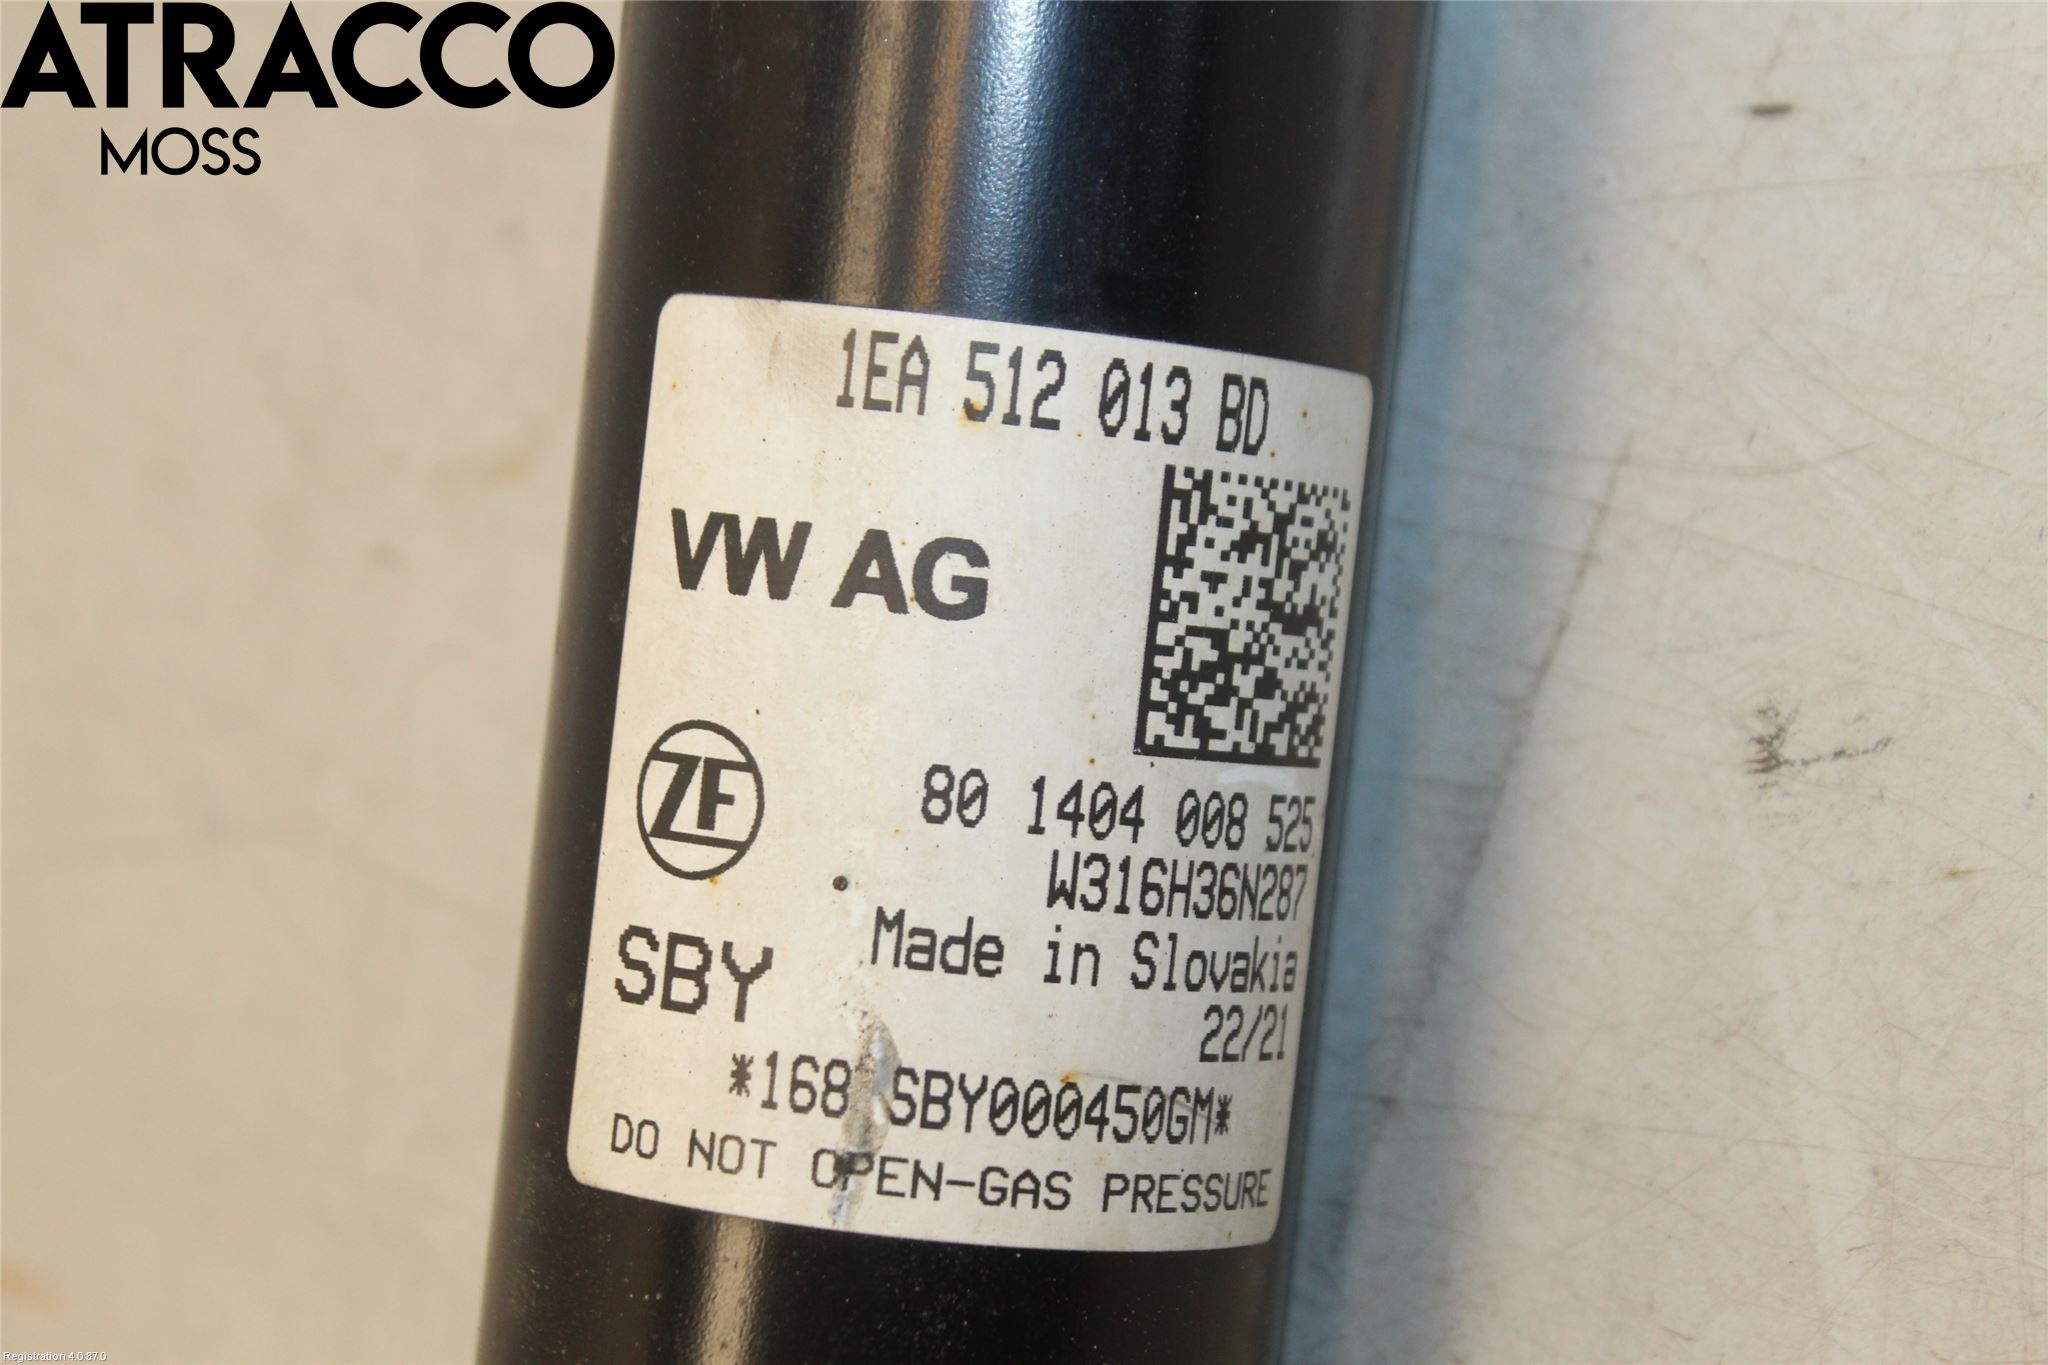 ATRACCO
MOSS
1EA 512 013 BD
VW AG
ZF
80 1404 008 525
W316H36N287
Made in Slovakia
SBY
22/21
*168 SBY000450GM*
DO NOT OPEN-GAS PRESSURE
Registration 4.0.87.0